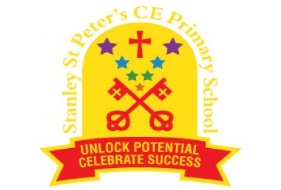 Stanley St Peter's CE Primary School
UNLOCK POTENTIAL
CELEBRATE SUCCESS